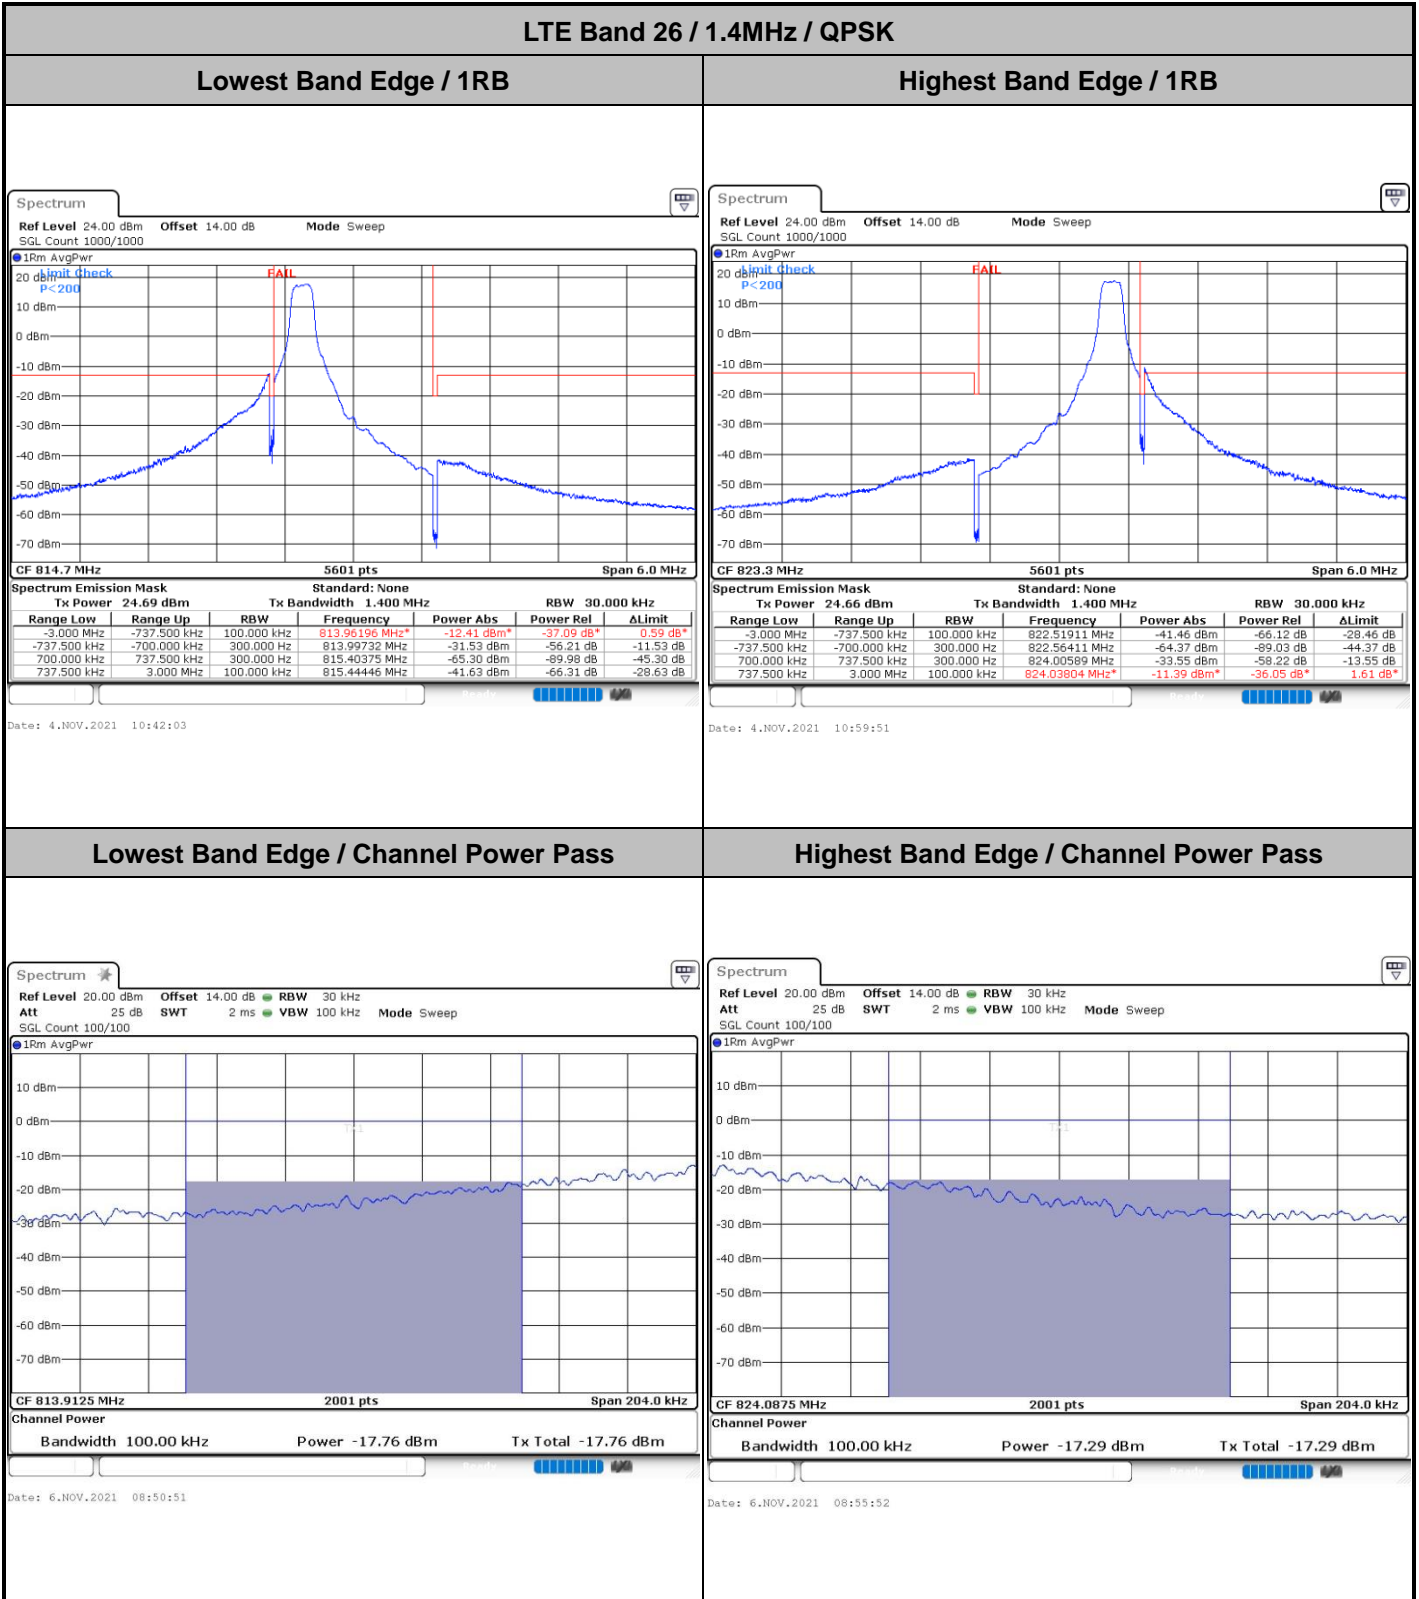 LTE Band 26 / 1.4MHz / QPSK
Lowest Band Edge / 1RB
Highest Band Edge / 1RB
Spectrum
Ref Level 24.00 dBm Offset 14.00 dB Mode Sweep
SGL Count 1000/1000
1Rm AvgPwr
Limit Check FAIL
P<200
20 dBm
10 dBm
0 dBm
-10 dBm
-20 dBm
-30 dBm
-40 dBm
-50 dBm
-60 dBm
-70 dBm
CF 814.7 MHz 5601 pts Span 6.0 MHz
Spectrum Emission Mask Standard: None
Tx Power 24.69 dBm Tx Bandwidth 1.400 MHz RBW 30.000 kHz
Range Low Range Up RBW Frequency Power Abs Power Rel ΔLimit
-3.000 MHz -737.500 kHz 100.000 kHz 813.96196 MHz* -12.41 dBm* -37.09 dB* 0.59 dB*
-737.500 kHz -700.000 kHz 300.000 kHz 813.99732 MHz -31.53 dBm -56.21 dB -11.53 dB
700.000 kHz 737.500 kHz 300.000 kHz 815.40375 MHz -65.30 dBm -89.98 dB -45.30 dB
737.500 kHz 3.000 MHz 100.000 kHz 815.44446 MHz -41.63 dBm -66.31 dB -28.63 dB
Ready
Date: 4.NOV.2021 10:42:03
Spectrum
Ref Level 24.00 dBm Offset 14.00 dB Mode Sweep
SGL Count 1000/1000
1Rm AvgPwr
Limit Check FAIL
P<200
20 dBm
10 dBm
0 dBm
-10 dBm
-20 dBm
-30 dBm
-40 dBm
-50 dBm
-60 dBm
-70 dBm
CF 823.3 MHz 5601 pts Span 6.0 MHz
Spectrum Emission Mask Standard: None
Tx Power 24.66 dBm Tx Bandwidth 1.400 MHz RBW 30.000 kHz
Range Low Range Up RBW Frequency Power Abs Power Rel ΔLimit
-3.000 MHz -737.500 kHz 100.000 kHz 822.51911 MHz -41.46 dBm -66.12 dB -28.46 dB
-737.500 kHz -700.000 kHz 300.000 kHz 822.56411 MHz -64.37 dBm -89.03 dB -44.37 dB
700.000 kHz 737.500 kHz 300.000 kHz 824.00589 MHz -33.55 dBm -58.22 dB -13.55 dB
737.500 kHz 3.000 MHz 100.000 kHz 824.03804 MHz* -11.39 dBm* -36.05 dB* 1.61 dB*
Ready
Date: 4.NOV.2021 10:59:51
Lowest Band Edge / Channel Power Pass
Highest Band Edge / Channel Power Pass
Spectrum
Ref Level 20.00 dBm Offset 14.00 dB RBW 30 kHz
Att 25 dB SWT 2 ms VBW 100 kHz Mode Sweep
SGL Count 100/100
1Rm AvgPwr
10 dBm
0 dBm
Tx1
-10 dBm
-20 dBm
-30 dBm
-40 dBm
-50 dBm
-60 dBm
-70 dBm
CF 813.9125 MHz 2001 pts Span 204.0 kHz
Channel Power
Bandwidth 100.00 kHz Power -17.76 dBm Tx Total -17.76 dBm
Ready
Date: 6.NOV.2021 08:50:51
Spectrum
Ref Level 20.00 dBm Offset 14.00 dB RBW 30 kHz
Att 25 dB SWT 2 ms VBW 100 kHz Mode Sweep
SGL Count 100/100
1Rm AvgPwr
10 dBm
0 dBm
Tx1
-10 dBm
-20 dBm
-30 dBm
-40 dBm
-50 dBm
-60 dBm
-70 dBm
CF 824.0875 MHz 2001 pts Span 204.0 kHz
Channel Power
Bandwidth 100.00 kHz Power -17.29 dBm Tx Total -17.29 dBm
Ready
Date: 6.NOV.2021 08:55:52